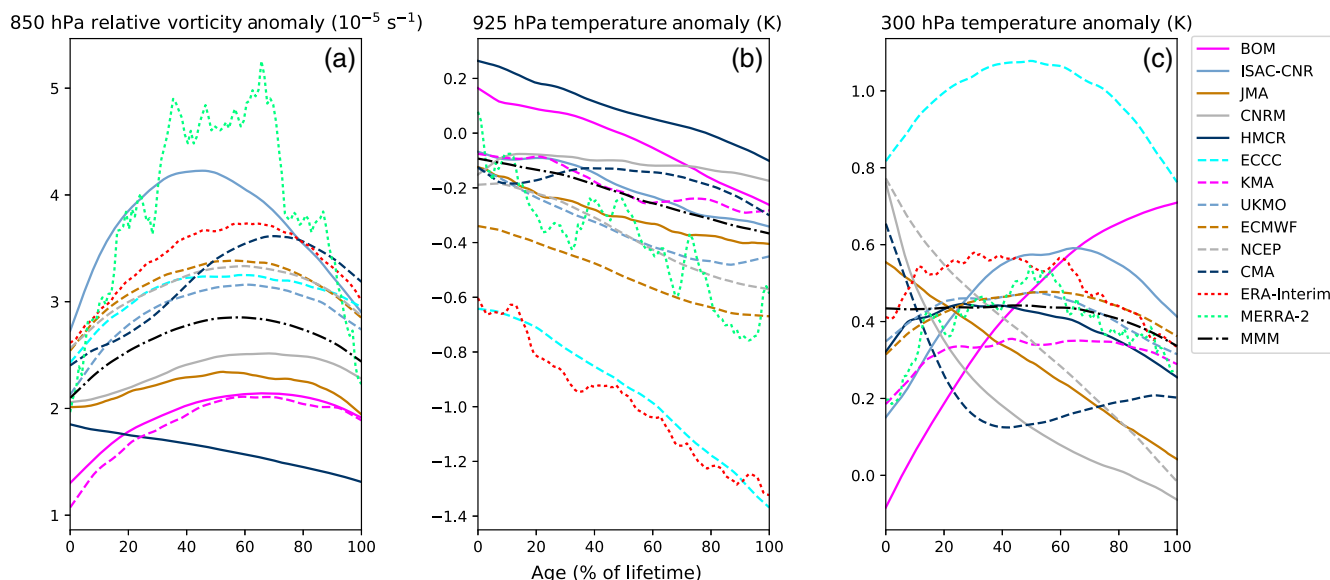 850 hPa relative vorticity anomaly (10⁻⁵ s⁻¹)
925 hPa temperature anomaly (K)
300 hPa temperature anomaly (K)
(a)
(b)
(c)
5
4
3
2
1
0 20 40 60 80 100
0.2
0.0
−0.2
−0.4
−0.6
−0.8
−1.0
−1.2
−1.4
0 20 40 60 80 100
Age (% of lifetime)
1.0
0.8
0.6
0.4
0.2
0.0
0 20 40 60 80 100
BOM
ISAC-CNR
JMA
CNRM
HMCR
ECCC
KMA
UKMO
ECMWF
NCEP
CMA
ERA-Interim
MERRA-2
MMM